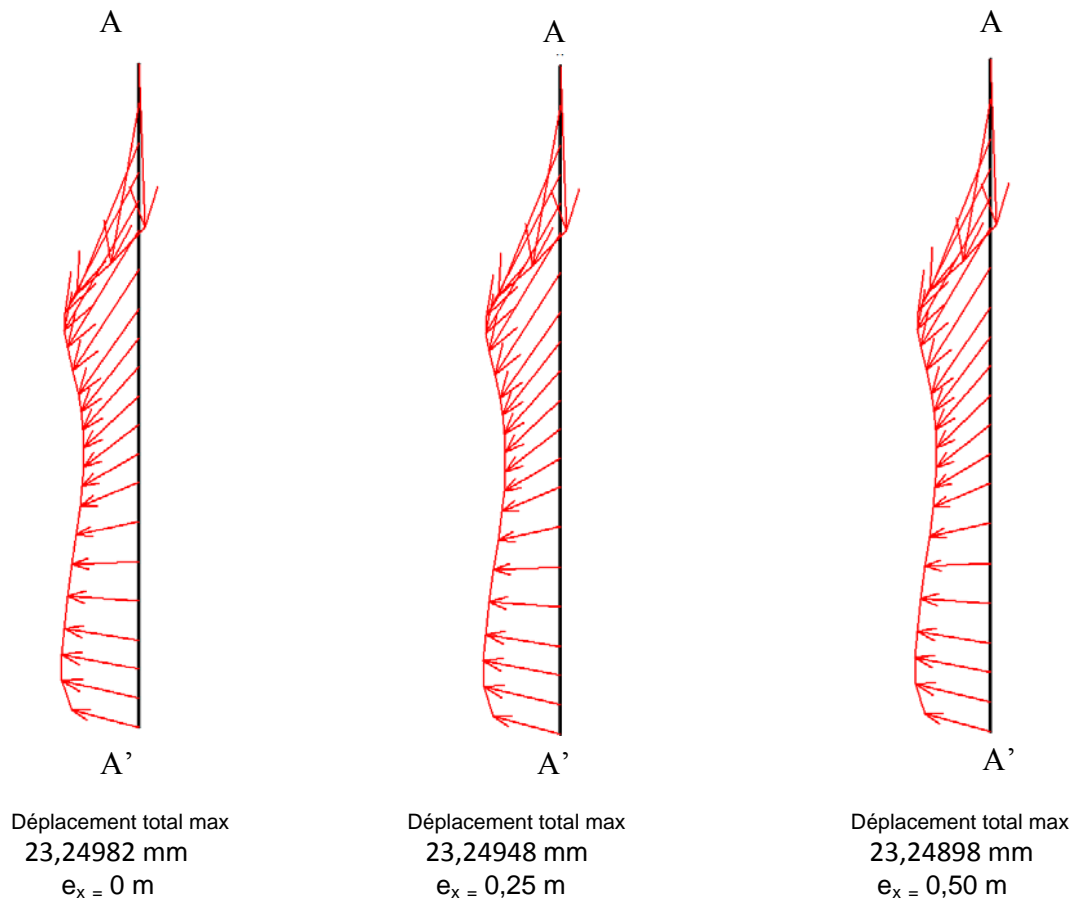 A
A
A
A’
A’
A’
Déplacement total max
23,24982 mm
eₓ = 0 m
Déplacement total max
23,24948 mm
eₓ = 0,25 m
Déplacement total max
23,24898 mm
eₓ = 0,50 m